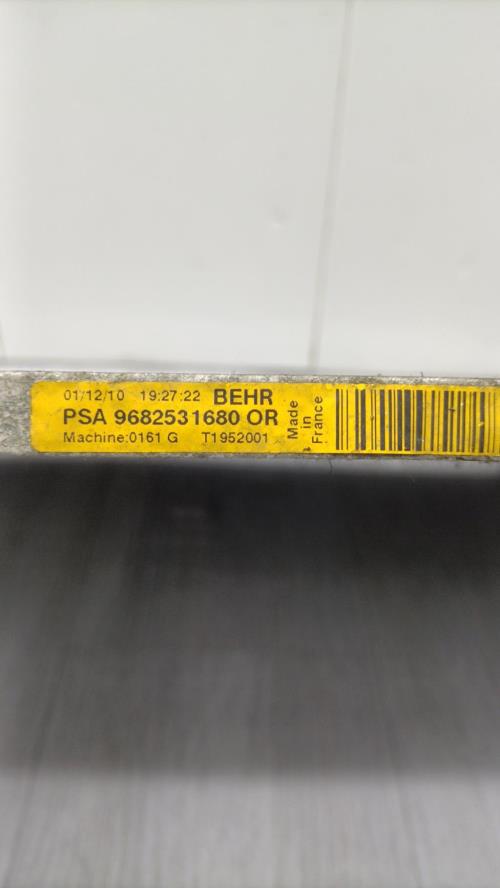 01/12/10 19:27:22 BEHR
PSA 9682531680 OR
Machine:0161 G T1952001
Made
in
France